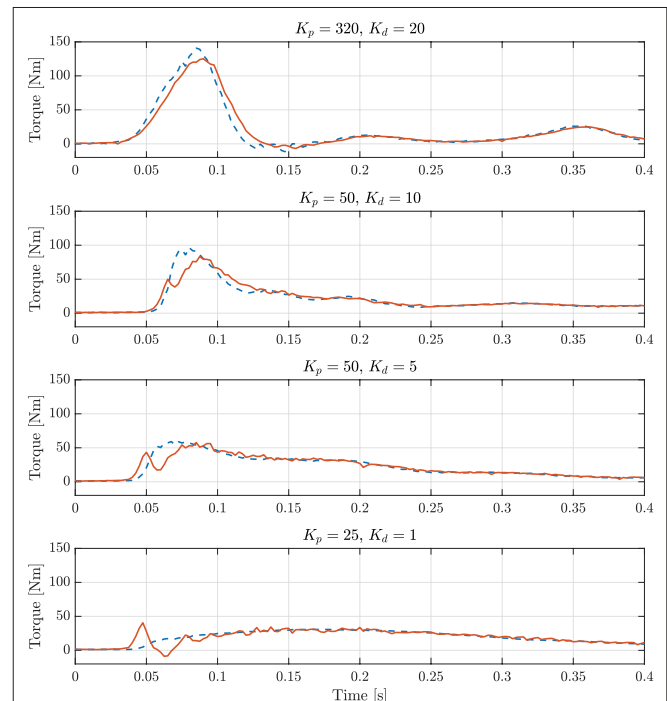 K_p = 320, K_d = 20
150
100
50
0
Torque [Nm]
0 0.05 0.1 0.15 0.2 0.25 0.3 0.35 0.4
K_p = 50, K_d = 10
150
100
50
0
Torque [Nm]
0 0.05 0.1 0.15 0.2 0.25 0.3 0.35 0.4
K_p = 50, K_d = 5
150
100
50
0
Torque [Nm]
0 0.05 0.1 0.15 0.2 0.25 0.3 0.35 0.4
K_p = 25, K_d = 1
150
100
50
0
Torque [Nm]
0 0.05 0.1 0.15 0.2 0.25 0.3 0.35 0.4
Time [s]